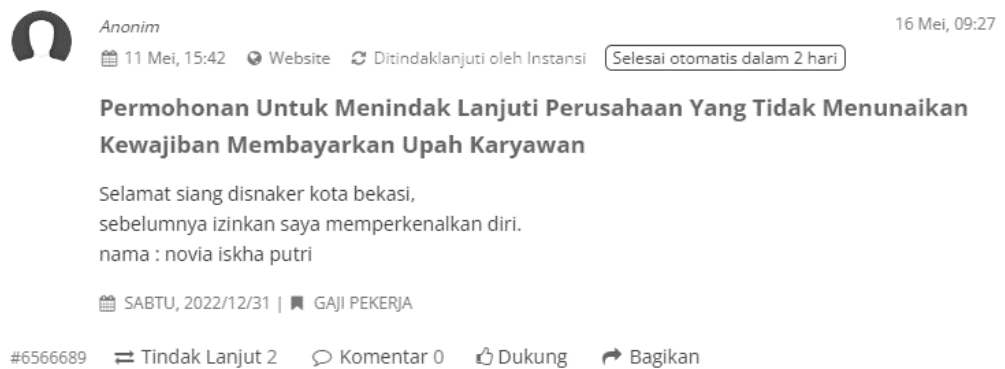 Anonim
16 Mei, 09:27
11 Mei, 15:42 Website Ditindaklanjuti oleh Instansi Selesai otomatis dalam 2 hari
Permohonan Untuk Menindak Lanjuti Perusahaan Yang Tidak Menunaikan
Kewajiban Membayarkan Upah Karyawan
Selamat siang disnaker kota bekasi,
sebelumnya izinkan saya memperkenalkan diri.
nama : novia iskha putri
SABTU, 2022/12/31 | GAJI PEKERJA
#6566689 Tindak Lanjut 2 Komentar 0 Dukung Bagikan